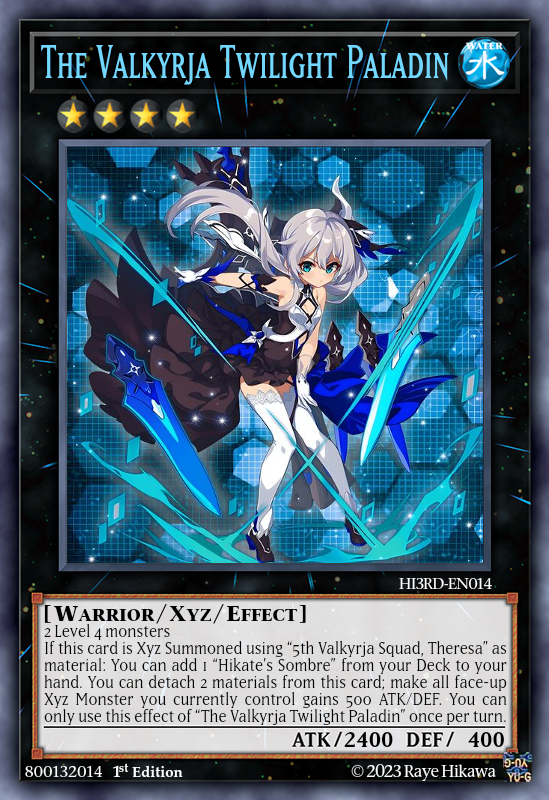 The Valkyrja Twilight Paladin
WATER
水
HI3RD-EN014
[Warrior/Xyz/Effect]
2 Level 4 monsters
If this card is Xyz Summoned using “5th Valkyrja Squad, Theresa” as
material: You can add 1 “Hikate’s Sombre” from your Deck to your
hand. You can detach 2 materials from this card; make all face-up
Xyz Monster you currently control gains 500 ATK/DEF. You can
only use this effect of “The Valkyrja Twilight Paladin” once per turn.
ATK/2400 DEF/ 400
800132014 1st Edition ©2023 Raye Hikawa
YU-G
YU-G